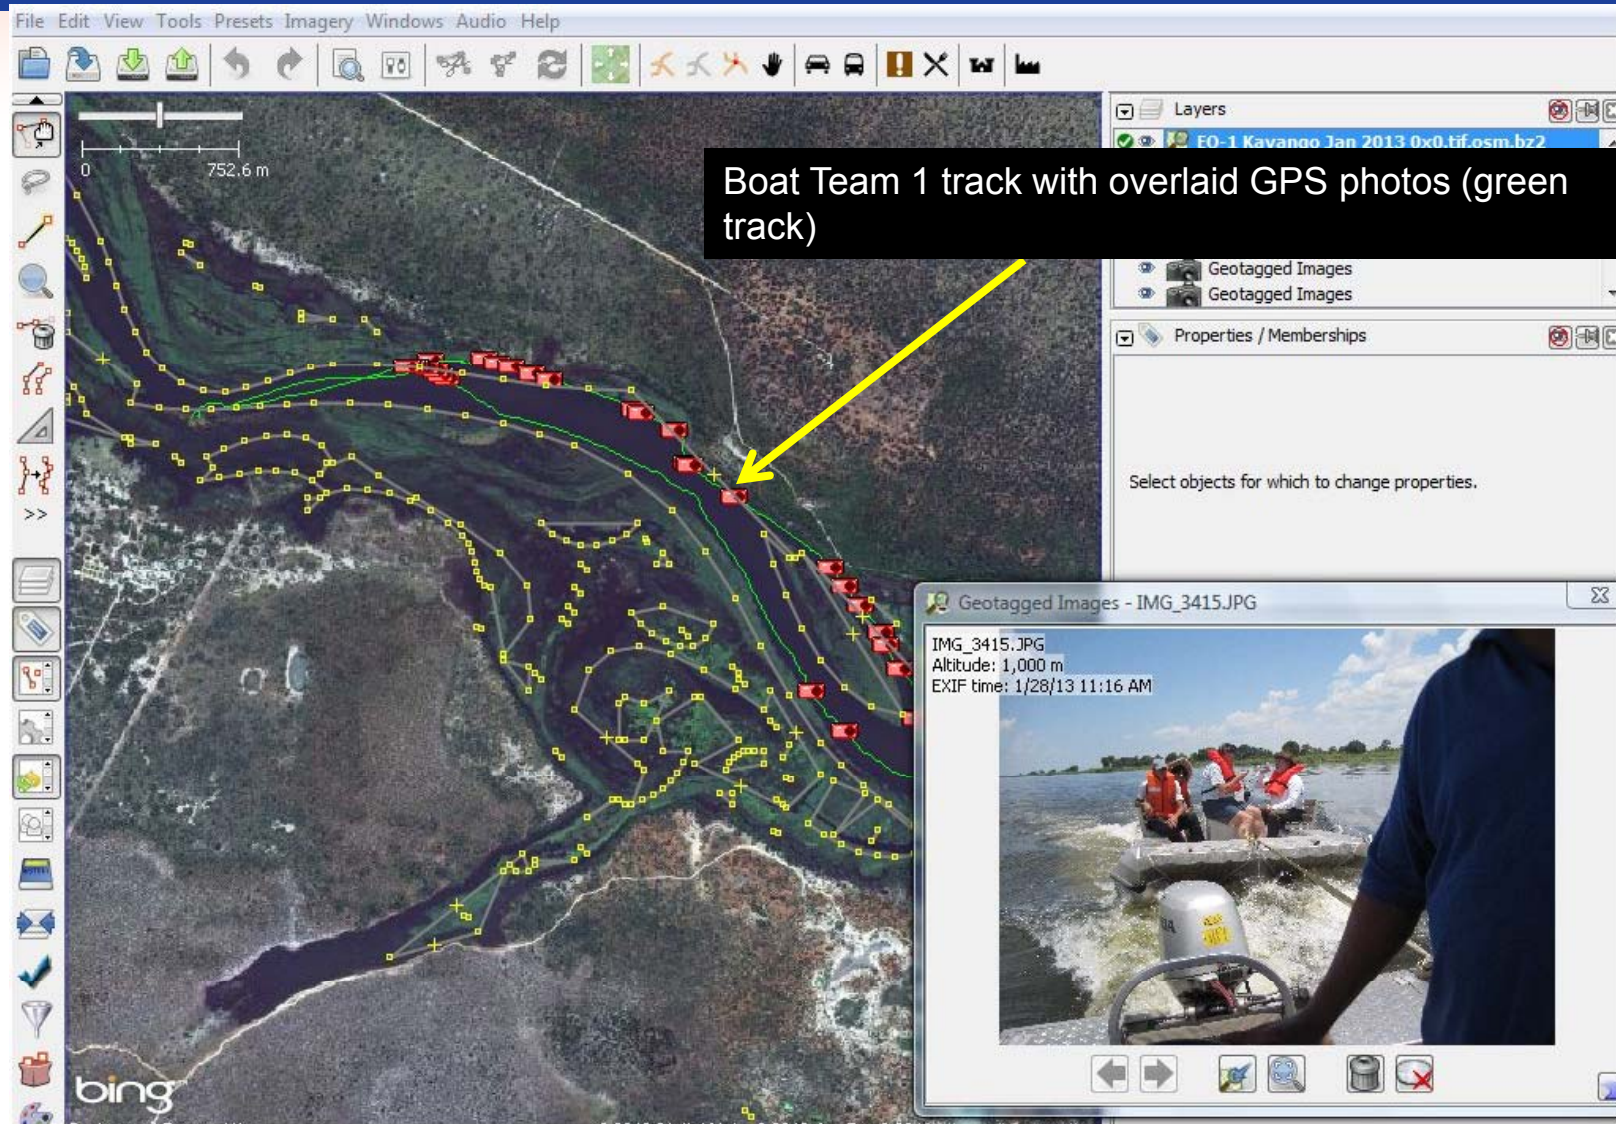 File Edit View Tools Presets Imagery Windows Audio Help
Layers
EO-1 Kavango Jan 2013 0x0.tif.osm.bz2
0 752.6 m
Boat Team 1 track with overlaid GPS photos (green
track)
Geotagged Images
Geotagged Images
Properties / Memberships
Select objects for which to change properties.
>>
Geotagged Images - IMG_3415.JPG
IMG_3415.JPG
Altitude: 1,000 m
EXIF time: 1/28/13 11:16 AM
bing